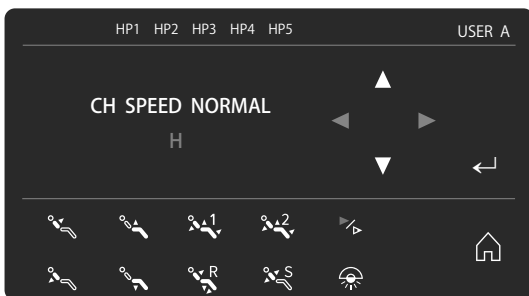 HP1 HP2 HP3 HP4 HP5 USER A
CH SPEED NORMAL
H
1 2
R S